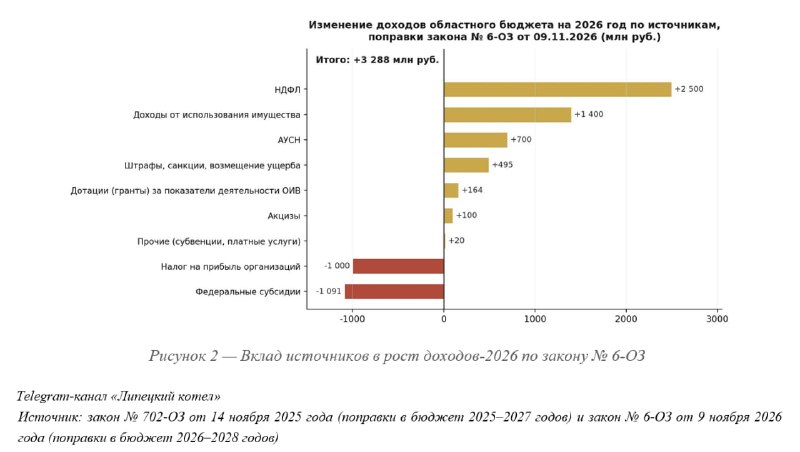 Изменение доходов областного бюджета на 2026 год по источникам,
поправки закона № 6-ОЗ от 09.11.2026 (млн руб.)
Итого: +3 288 млн руб.
НДФЛ +2 500
Доходы от использования имущества +1 400
АУСН +700
Штрафы, санкции, возмещение ущерба +495
Дотации (гранты) за показатели деятельности ОИВ +164
Акцизы +100
Прочие (субвенции, платные услуги) +20
Налог на прибыль организаций -1 000
Федеральные субсидии -1 091
-1000 0 1000 2000 3000
Рисунок 2 — Вклад источников в рост доходов-2026 по закону № 6-ОЗ
Telegram-канал «Липецкий котел»
Источник: закон № 702-ОЗ от 14 ноября 2025 года (поправки в бюджет 2025–2027 годов) и закон № 6-ОЗ от 9 ноября 2026
года (поправки в бюджет 2026–2028 годов)